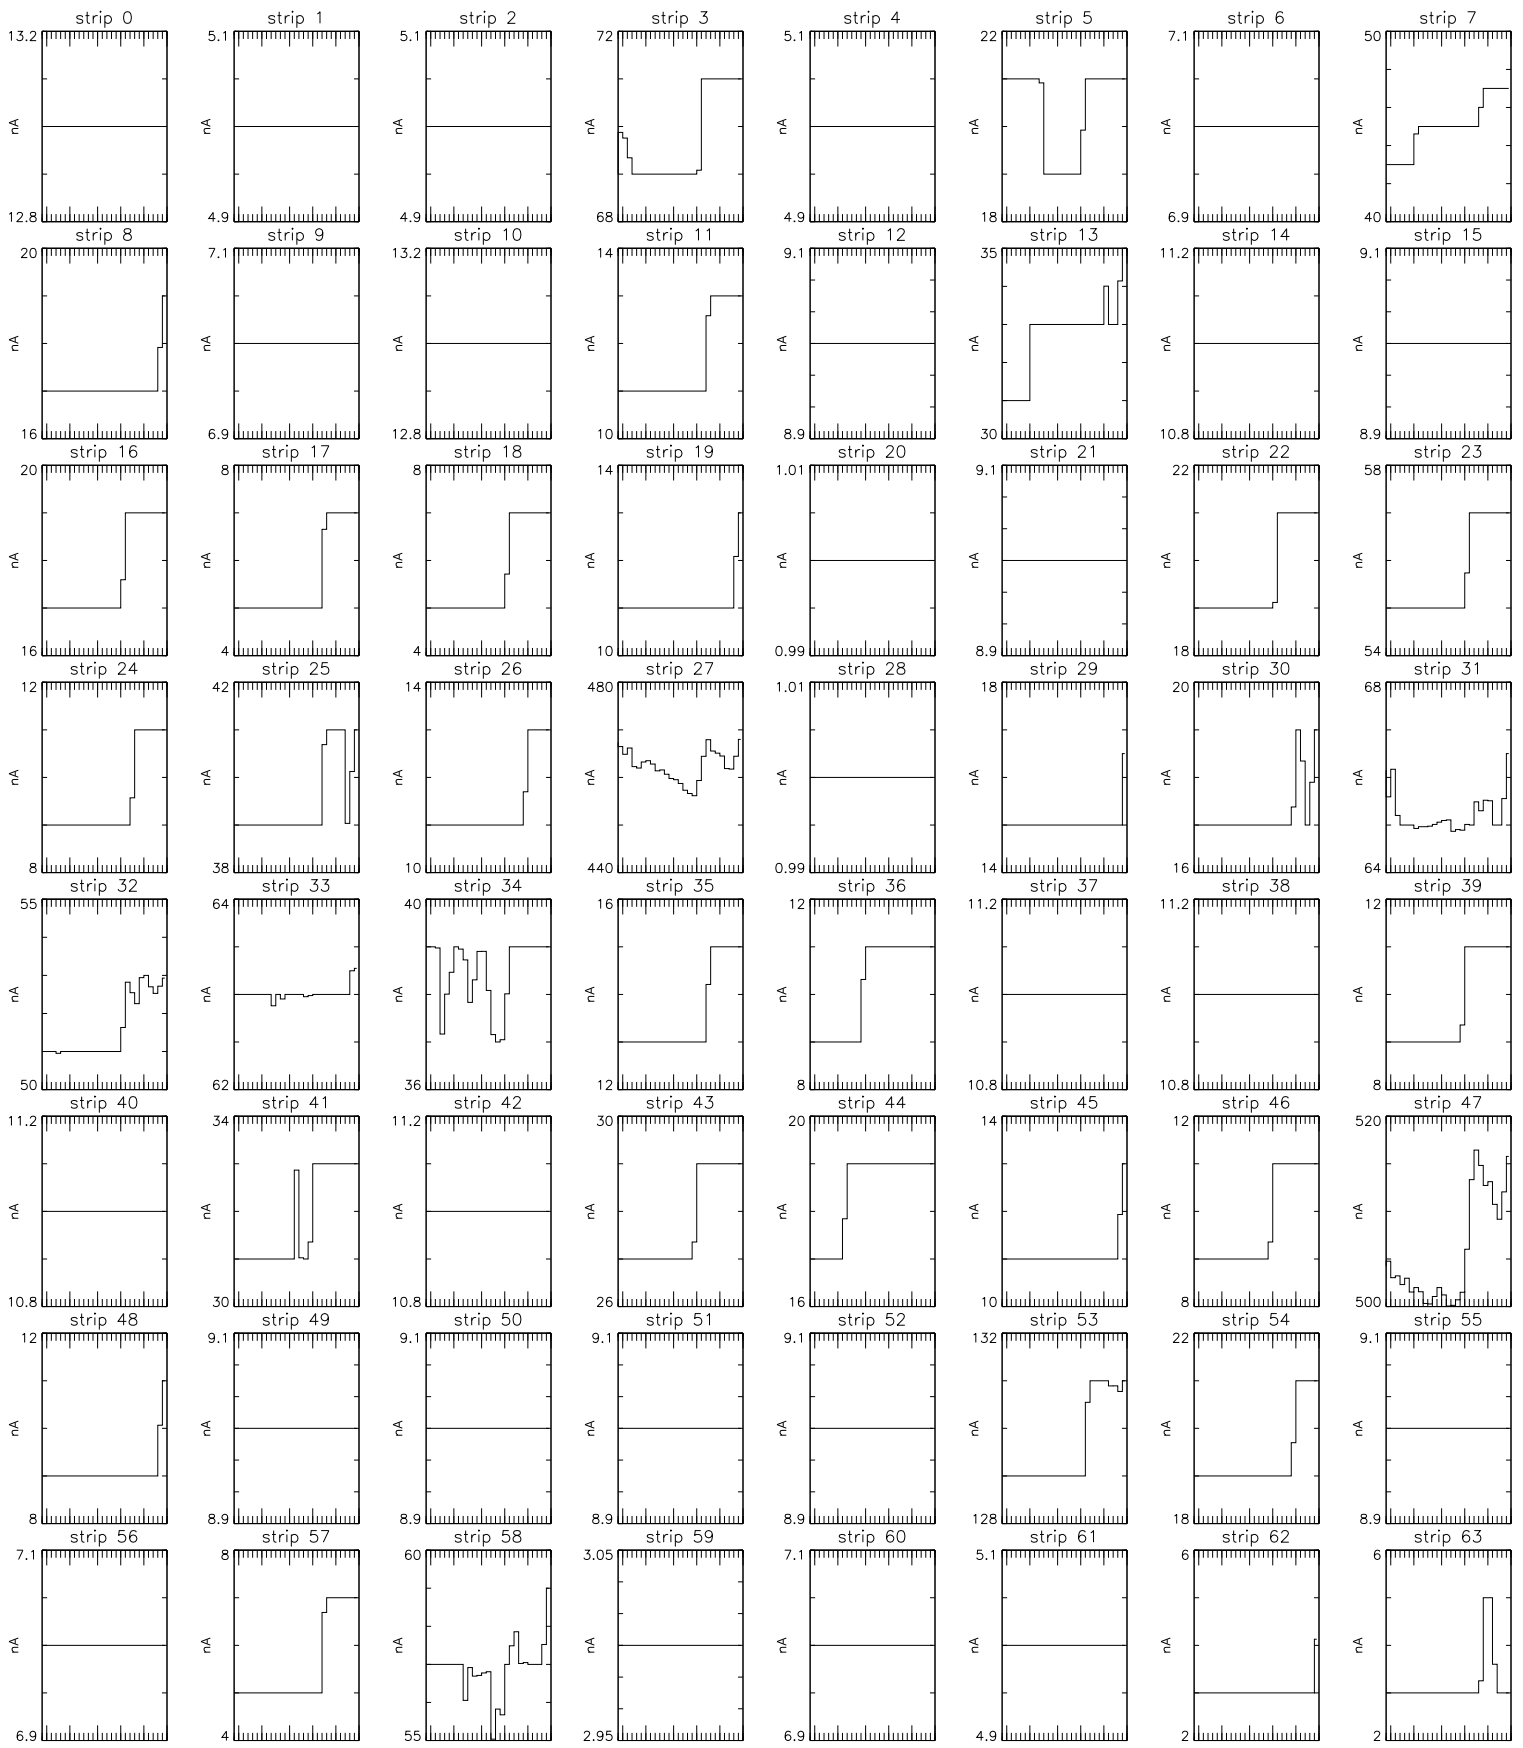 strip 0 strip 1 strip 2 strip 3 strip 4 strip 5 strip 6 strip 7
13.2 5.1 5.1 72 5.1 22 7.1 50
nA nA nA nA nA nA nA nA
12.8 4.9 4.9 68 4.9 18 6.9 40
strip 8 strip 9 strip 10 strip 11 strip 12 strip 13 strip 14 strip 15
20 7.1 13.2 14 9.1 35 11.2 9.1
nA nA nA nA nA nA nA nA
16 6.9 12.8 10 8.9 30 10.8 8.9
strip 16 strip 17 strip 18 strip 19 strip 20 strip 21 strip 22 strip 23
20 8 8 14 1.01 9.1 22 58
nA nA nA nA nA nA nA nA
16 4 4 10 0.99 8.9 18 54
strip 24 strip 25 strip 26 strip 27 strip 28 strip 29 strip 30 strip 31
12 42 14 480 1.01 18 20 68
nA nA nA nA nA nA nA nA
8 38 10 440 0.99 14 16 64
strip 32 strip 33 strip 34 strip 35 strip 36 strip 37 strip 38 strip 39
55 64 40 16 12 11.2 11.2 12
nA nA nA nA nA nA nA nA
50 62 36 12 8 10.8 10.8 8
strip 40 strip 41 strip 42 strip 43 strip 44 strip 45 strip 46 strip 47
11.2 34 11.2 30 20 14 12 520
nA nA nA nA nA nA nA nA
10.8 30 10.8 26 16 10 8 500
strip 48 strip 49 strip 50 strip 51 strip 52 strip 53 strip 54 strip 55
12 9.1 9.1 9.1 9.1 132 22 9.1
nA nA nA nA nA nA nA nA
8 8.9 8.9 8.9 8.9 128 18 8.9
strip 56 strip 57 strip 58 strip 59 strip 60 strip 61 strip 62 strip 63
7.1 8 60 3.05 7.1 5.1 6 6
nA nA nA nA nA nA nA nA
6.9 4 55 2.95 6.9 4.9 2 2